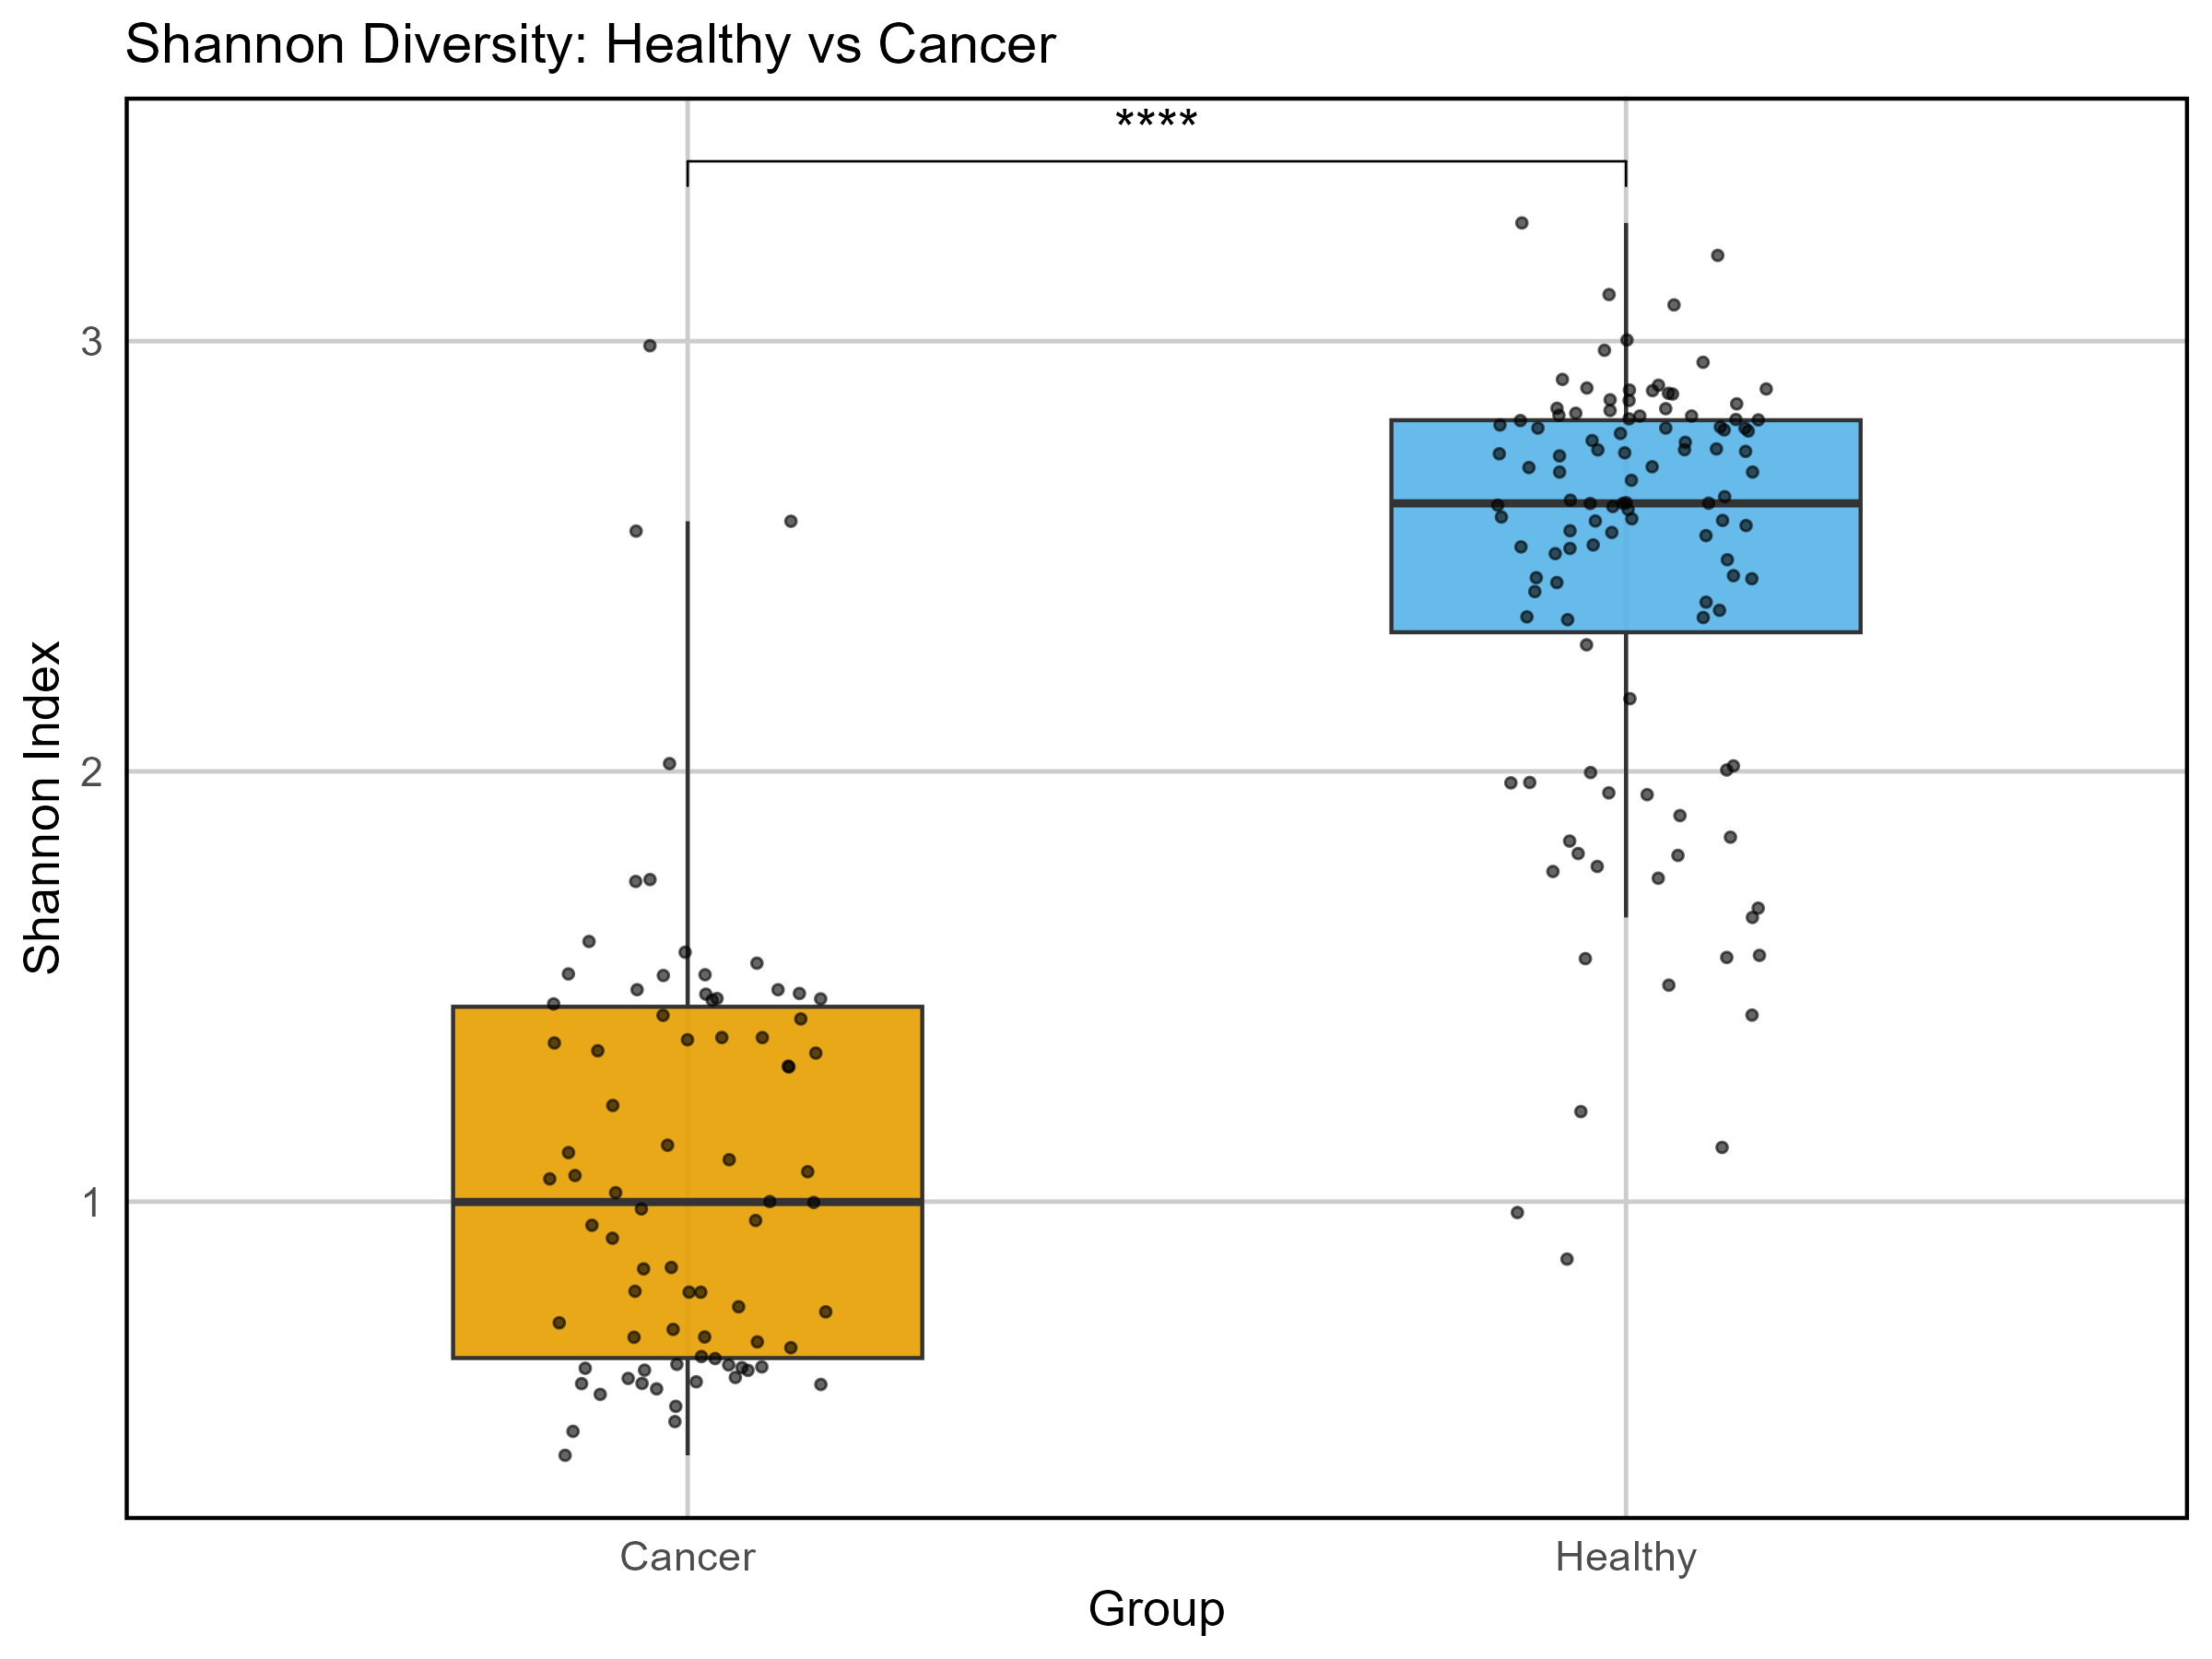 Shannon Diversity: Healthy vs Cancer
****
3
2
1
Shannon Index
Cancer
Healthy
Group